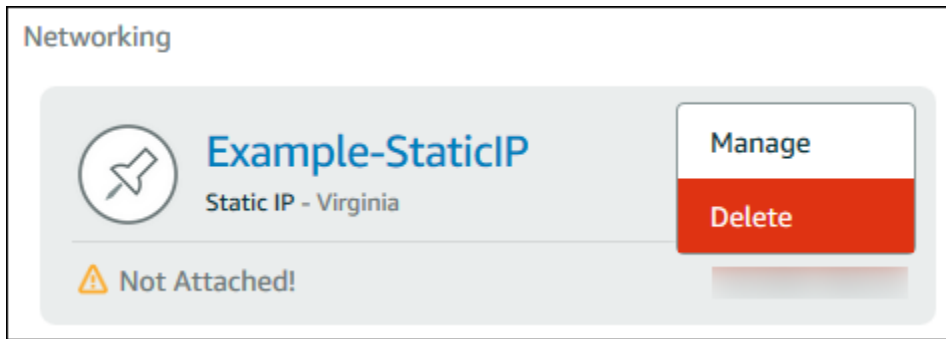 Networking
Example-StaticIP
Static IP - Virginia
Manage
Delete
Not Attached!